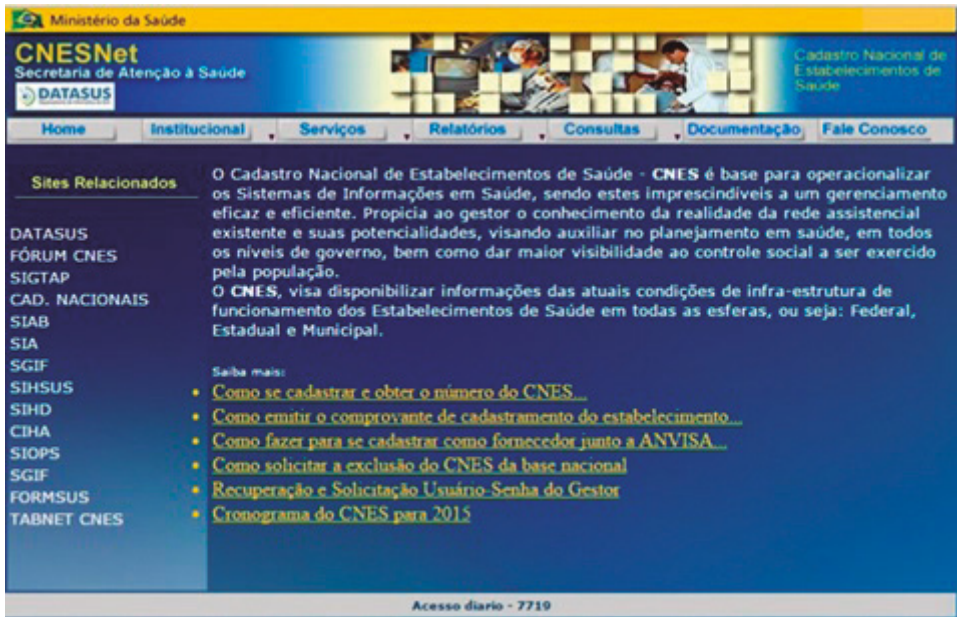 Ministério da Saúde
CNESNet
Secretaria de Atenção à Saúde
DATASUS
Cadastro Nacional de
Estabelecimentos de
Saúde
Home Institucional Serviços Relatórios Consultas Documentação Fale Conosco
Sites Relacionados
DATASUS
FÓRUM CNES
SIGTAP
CAD. NACIONAIS
SIAB
SIA
SGIF
SIHSUS
SIHD
CIHA
SIOPS
SGIF
FORMSUS
TABNET CNES
O Cadastro Nacional de Estabelecimentos de Saúde - CNES é base para operacionalizar
os Sistemas de Informações em Saúde, sendo estes imprescindíveis a um gerenciamento
eficaz e eficiente. Propicia ao gestor o conhecimento da realidade da rede assistencial
existente e suas potencialidades, visando auxiliar no planejamento em saúde, em todos
os níveis de governo, bem como dar maior visibilidade ao controle social a ser exercido
pela população.
O CNES, visa disponibilizar informações das atuais condições de infra-estrutura de
funcionamento dos Estabelecimentos de Saúde em todas as esferas, ou seja: Federal,
Estadual e Municipal.
Saiba mais:
Como se cadastrar e obter o número do CNES...
Como emitir o comprovante de cadastramento do estabelecimento...
Como fazer para se cadastrar como fornecedor junto a ANVISA...
Como solicitar a exclusão do CNES da base nacional
Recuperação e Solicitação Usuário-Senha do Gestor
Cronograma do CNES para 2015
Acesso diario - 7719